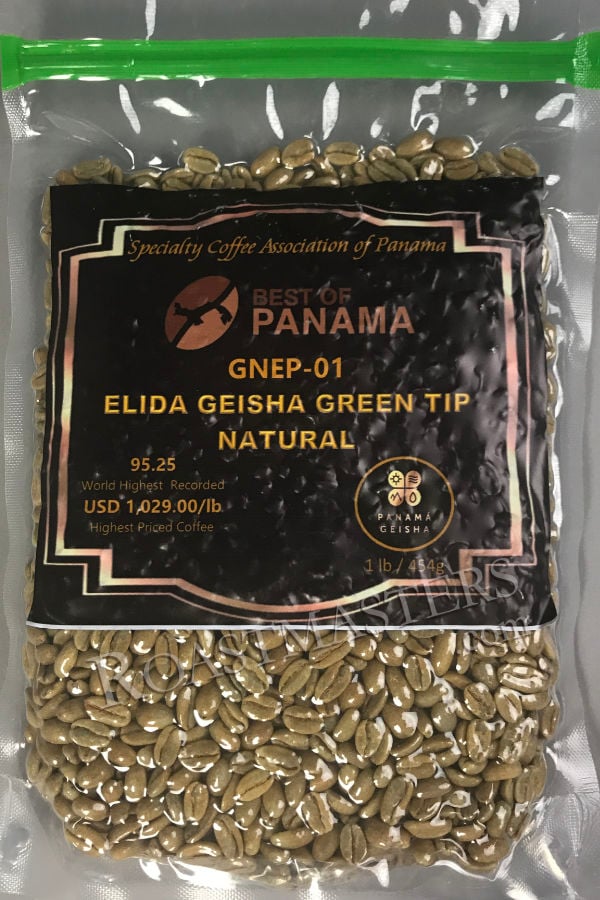 Specialty Coffee Association of Panama
BEST OF
PANAMA
GNEP-01
ELIDA GEISHA GREEN TIP
NATURAL
95.25
World Highest Recorded
USD 1,029.00/lb
Highest Priced Coffee
PANAMÁ
GEISHA
1 lb / 454g
ROASTMASTERS
.com